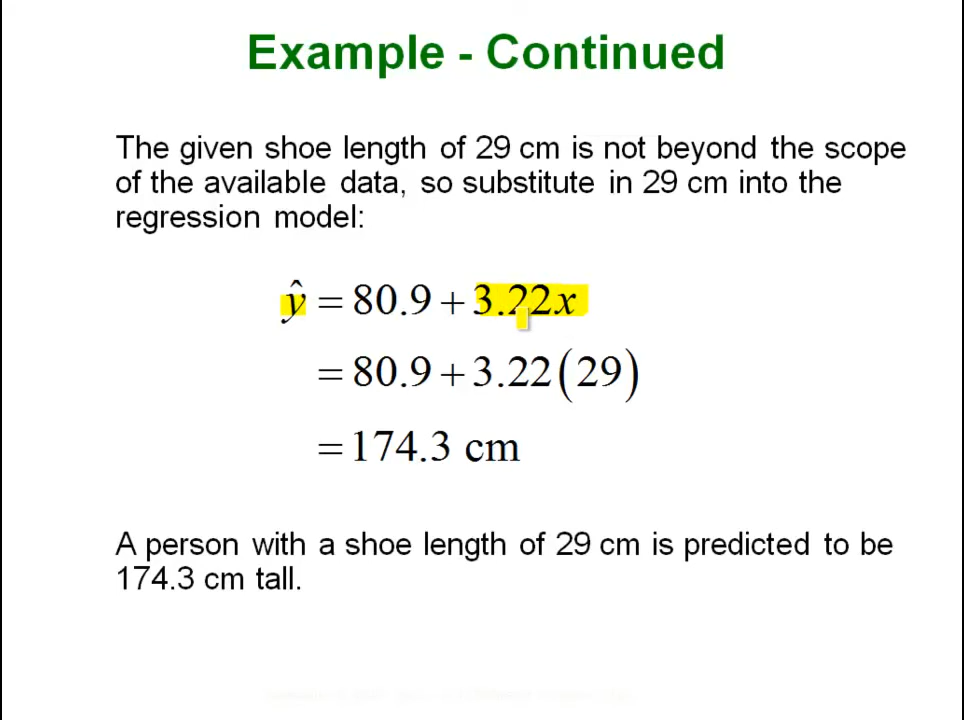 Example - Continued
The given shoe length of 29 cm is not beyond the scope
of the available data, so substitute in 29 cm into the
regression model:
ŷ = 80.9 + 3.22x
= 80.9 + 3.22(29)
= 174.3 cm
A person with a shoe length of 29 cm is predicted to be
174.3 cm tall.